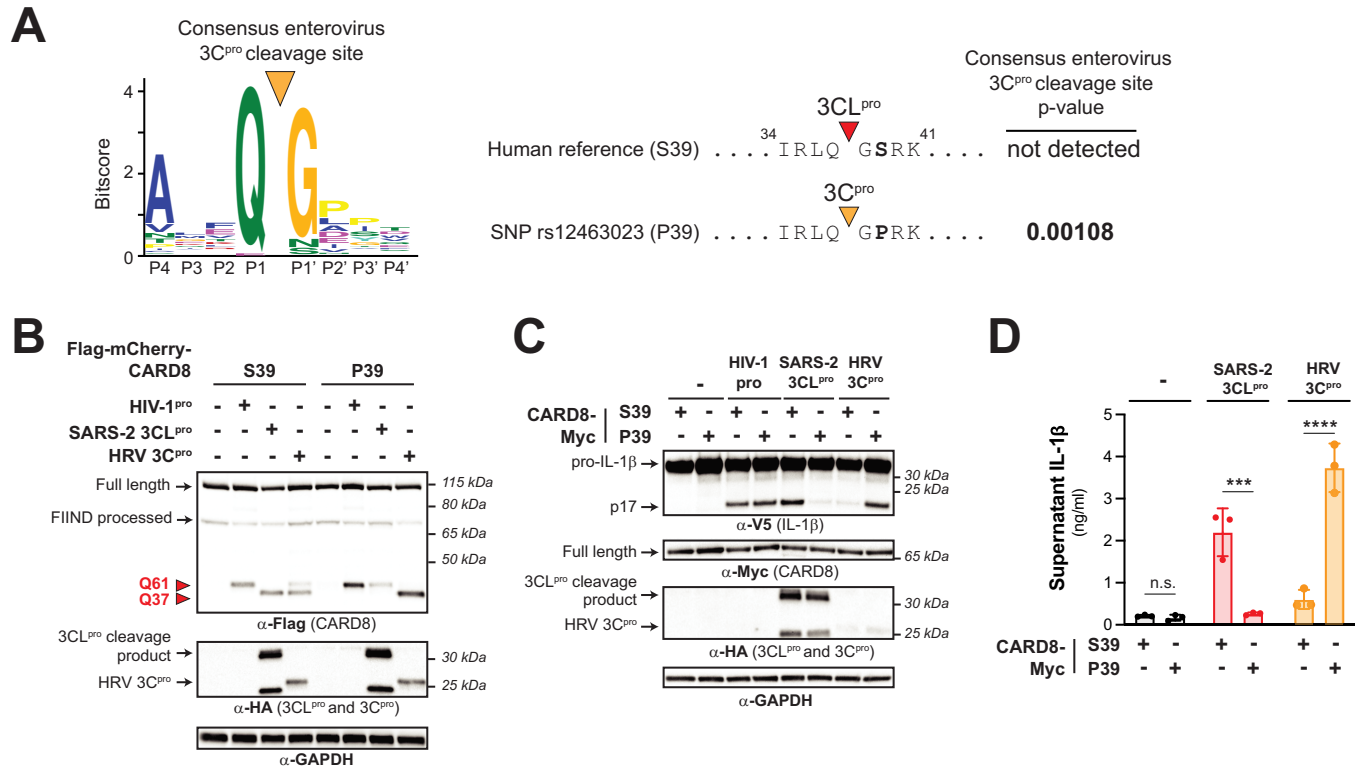 A
Consensus enterovirus
3Cpro cleavage site
Bitscore
4
2
0
A
Q
G
P
P4 P3 P2 P1 P1' P2' P3' P4'
Consensus enterovirus
3Cpro cleavage site
p-value
3CLpro
34 41
Human reference (S39) ....IRLQ GSRK.... not detected
3Cpro
SNP rs12463023 (P39) ....IRLQ GPRK.... 0.00108
B
Flag-mCherry-
CARD8 S39 P39
HIV-1pro - + - - - + - -
SARS-2 3CLpro - - + - - - + -
HRV 3Cpro - - - + - - - +
Full length
115 kDa
80 kDa
FIIND processed
65 kDa
50 kDa
Q61
Q37
α-Flag (CARD8)
3CLpro cleavage
product
30 kDa
HRV 3Cpro
25 kDa
α-HA (3CLpro and 3Cpro)
α-GAPDH
C
- HIV-1 pro SARS-2 3CLpro HRV 3Cpro
CARD8- S39 + - + - + - + -
Myc P39 - + - + - + - +
pro-IL-1β
30 kDa
25 kDa
p17
α-V5 (IL-1β)
Full length
65 kDa
α-Myc (CARD8)
3CLpro cleavage
product
30 kDa
HRV 3Cpro
25 kDa
α-HA (3CLpro and 3Cpro)
α-GAPDH
D
- SARS-2 3CLpro HRV 3Cpro
Supernatant IL-1β
(ng/ml)
5
4
3
2
1
0
n.s.
***
****
CARD8- S39 + - + - + -
Myc P39 - + - + - +